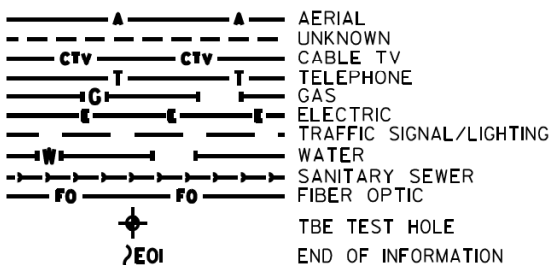 A A AERIAL
UNKNOWN
CTV CTV CABLE TV
T T TELEPHONE
G GAS
E E E ELECTRIC
TRAFFIC SIGNAL/LIGHTING
W WATER
SANITARY SEWER
FO FO FIBER OPTIC
TBE TEST HOLE
EOI END OF INFORMATION